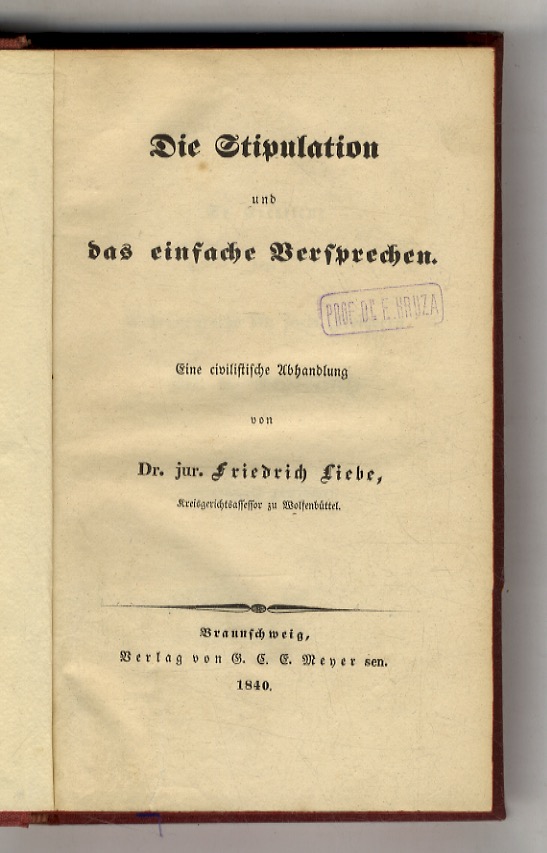 Die Stipulation
und
das einfache Versprechen.
PROF. DR. E. HRUZA
Eine civilistische Abhandlung
von
Dr. jur. Friedrich Liebe,
Kreisgerichtsassessor zu Wolfenbüttel.
Braunschweig,
Verlag von G. C. E. Meyer sen.
1840.